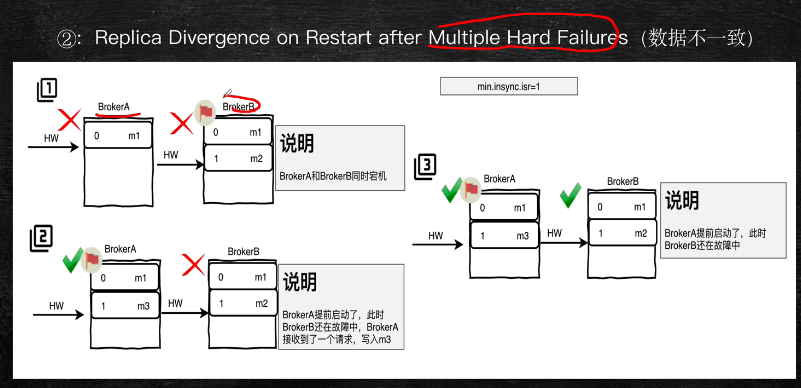 ②：Replica Divergence on Restart after Multiple Hard Failures（数据不一致）
min.insync.isr=1
1
BrokerA
BrokerB
0 m1
0 m1
HW
HW
1 m2
说明
BrokerA和BrokerB同时宕机
2
BrokerA
BrokerB
0 m1
0 m1
HW
1 m3
HW
1 m2
说明
BrokerA提前启动了，此时
BrokerB还在故障中，BrokerA
接收到了一个请求，写入m3
3
BrokerA
BrokerB
0 m1
0 m1
HW
1 m3
HW
1 m2
说明
BrokerA提前启动了，此时
BrokerB还在故障中